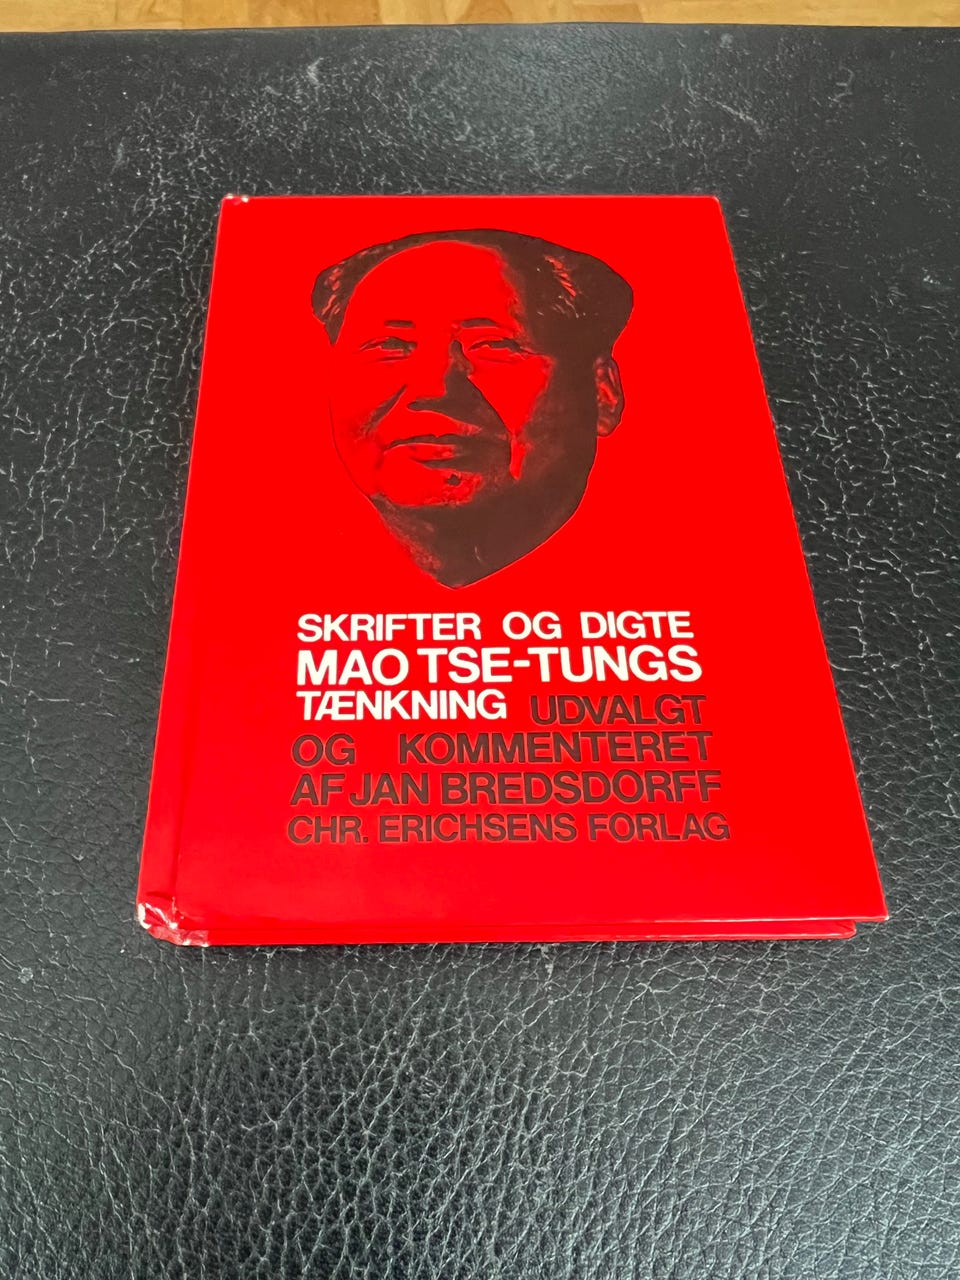 SKRIFTER OG DIGTE
MAO TSE-TUNGS
TÆNKNING UDVALGT
OG KOMMENTERET
AF JAN BREDSDORFF
CHR. ERICHSENS FORLAG